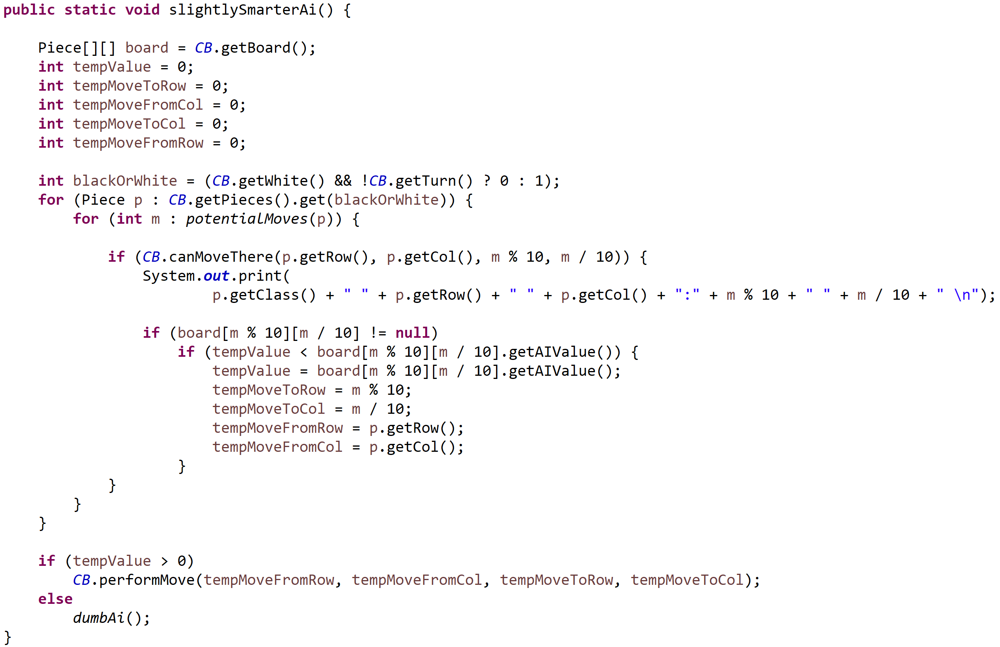 public static void slightlySmarterAi() {
Piece[][] board = CB.getBoard();
int tempValue = 0;
int tempMoveToRow = 0;
int tempMoveFromCol = 0;
int tempMoveToCol = 0;
int tempMoveFromRow = 0;
int blackOrWhite = (CB.getWhite() && !CB.getTurn() ? 0 : 1);
for (Piece p : CB.getPieces().get(blackOrWhite)) {
for (int m : potentialMoves(p)) {
if (CB.canMoveThere(p.getRow(), p.getCol(), m % 10, m / 10)) {
System.out.print(
p.getClass() + " " + p.getRow() + " " + p.getCol() + ":" + m % 10 + " " + m / 10 + " \n");
if (board[m % 10][m / 10] != null)
if (tempValue < board[m % 10][m / 10].getAIValue()) {
tempValue = board[m % 10][m / 10].getAIValue();
tempMoveToRow = m % 10;
tempMoveToCol = m / 10;
tempMoveFromRow = p.getRow();
tempMoveFromCol = p.getCol();
}
}
}
}
if (tempValue > 0)
CB.performMove(tempMoveFromRow, tempMoveFromCol, tempMoveToRow, tempMoveToCol);
else
dumbAi();
}